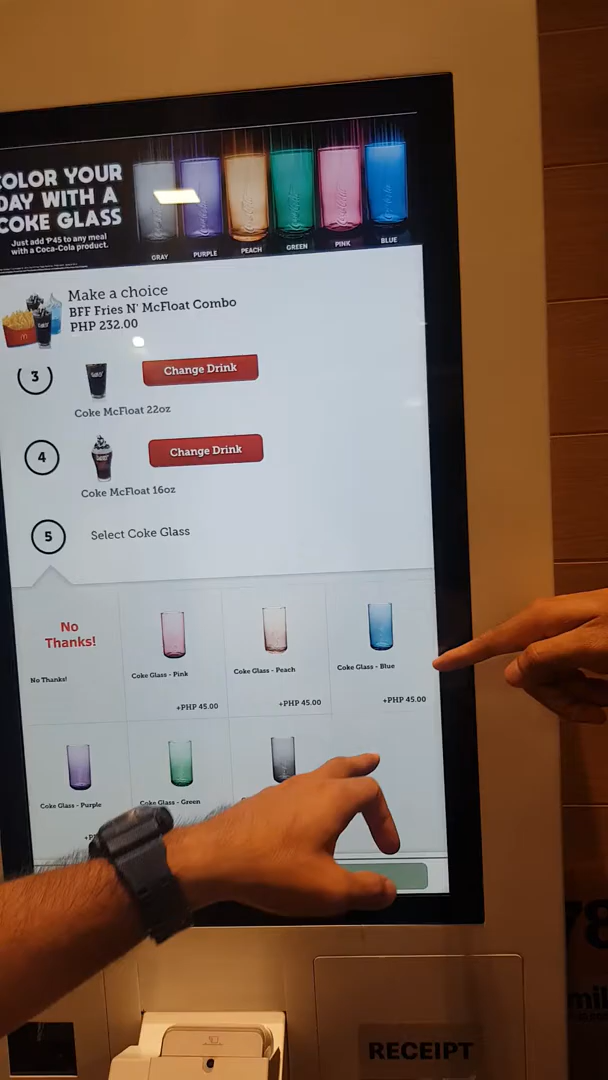 COLOR YOUR
DAY WITH A
COKE GLASS
Just add ₱45 to any meal
with a Coca-Cola product.
GRAY
PURPLE
PEACH
GREEN
PINK
BLUE
Make a choice
BFF Fries N' McFloat Combo
PHP 232.00
3
Change Drink
Coke McFloat 22oz
4
Change Drink
Coke McFloat 16oz
5
Select Coke Glass
No
Thanks!
No Thanks!
Coke Glass - Pink
+PHP 45.00
Coke Glass - Peach
+PHP 45.00
Coke Glass - Blue
+PHP 45.00
Coke Glass - Purple
Coke Glass - Green
RECEIPT